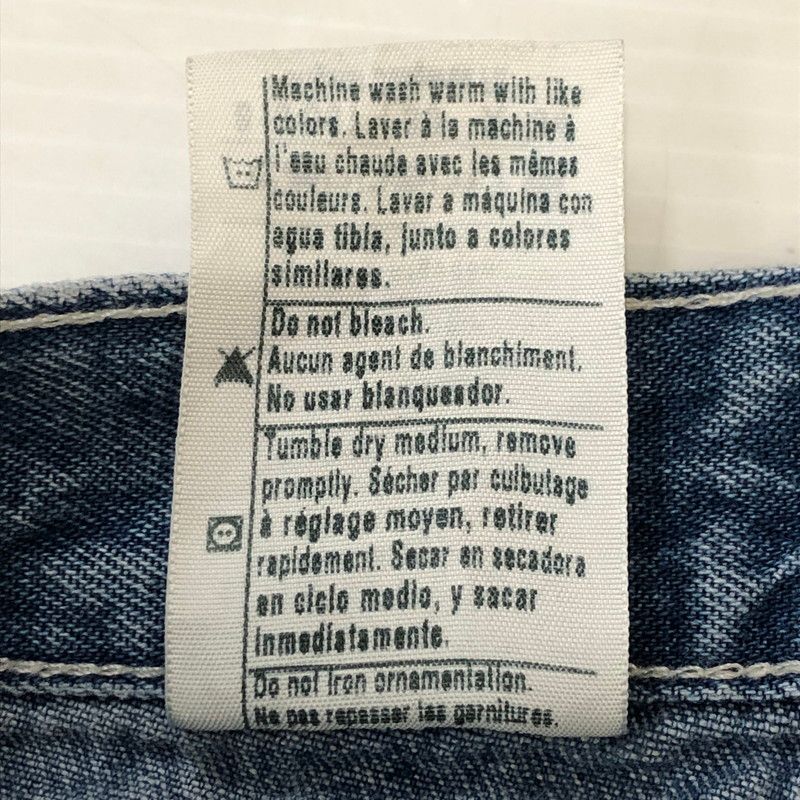 Machine wash warm with like
colors. Laver à la machine à
l'eau chaude avec les mêmes
couleurs. Lavar a máquina con
agua tibia, junto a colores
similares.
Do not bleach.
Aucun agent de blanchiment.
No usar blanqueador.
Tumble dry medium, remove
promptly. Sécher par culbutage
à réglage moyen, retirer
rapidement. Secar en secadora
en ciclo medio, y sacar
inmediatamente.
Do not iron ornamentation.
Ne pas repasser les garnitures.